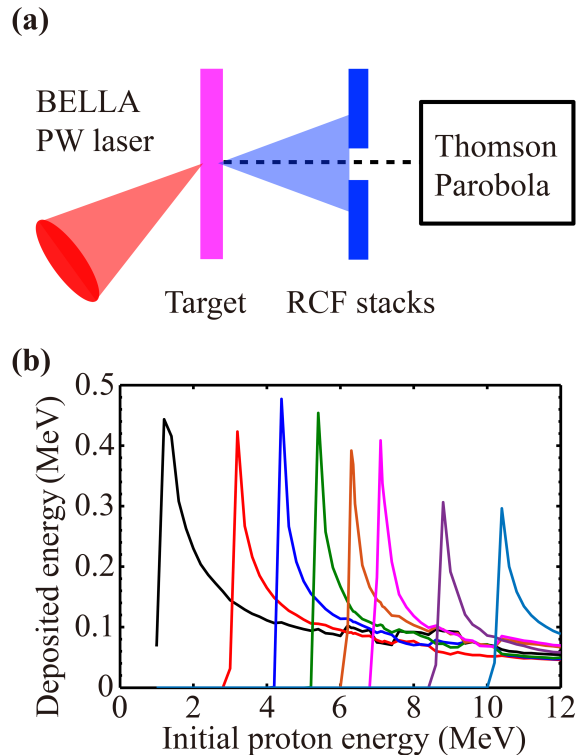 (a)
BELLA
PW laser
Thomson
Parobola
Target
RCF stacks
(b)
0.5
0.4
0.3
0.2
0.1
0
Deposited energy (MeV)
0 2 4 6 8 10 12
Initial proton energy (MeV)